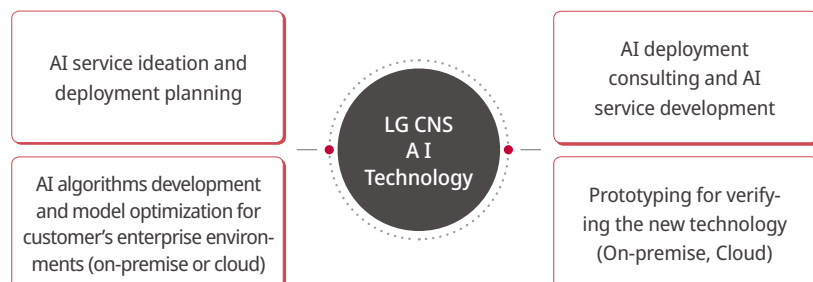 AI service ideation and
deployment planning
AI algorithms development
and model optimization for
customer's enterprise environ-
ments (on-premise or cloud)
LG CNS
A I
Technology
AI deployment
consulting and AI
service development
Prototyping for verify-
ing the new technology
(On-premise, Cloud)